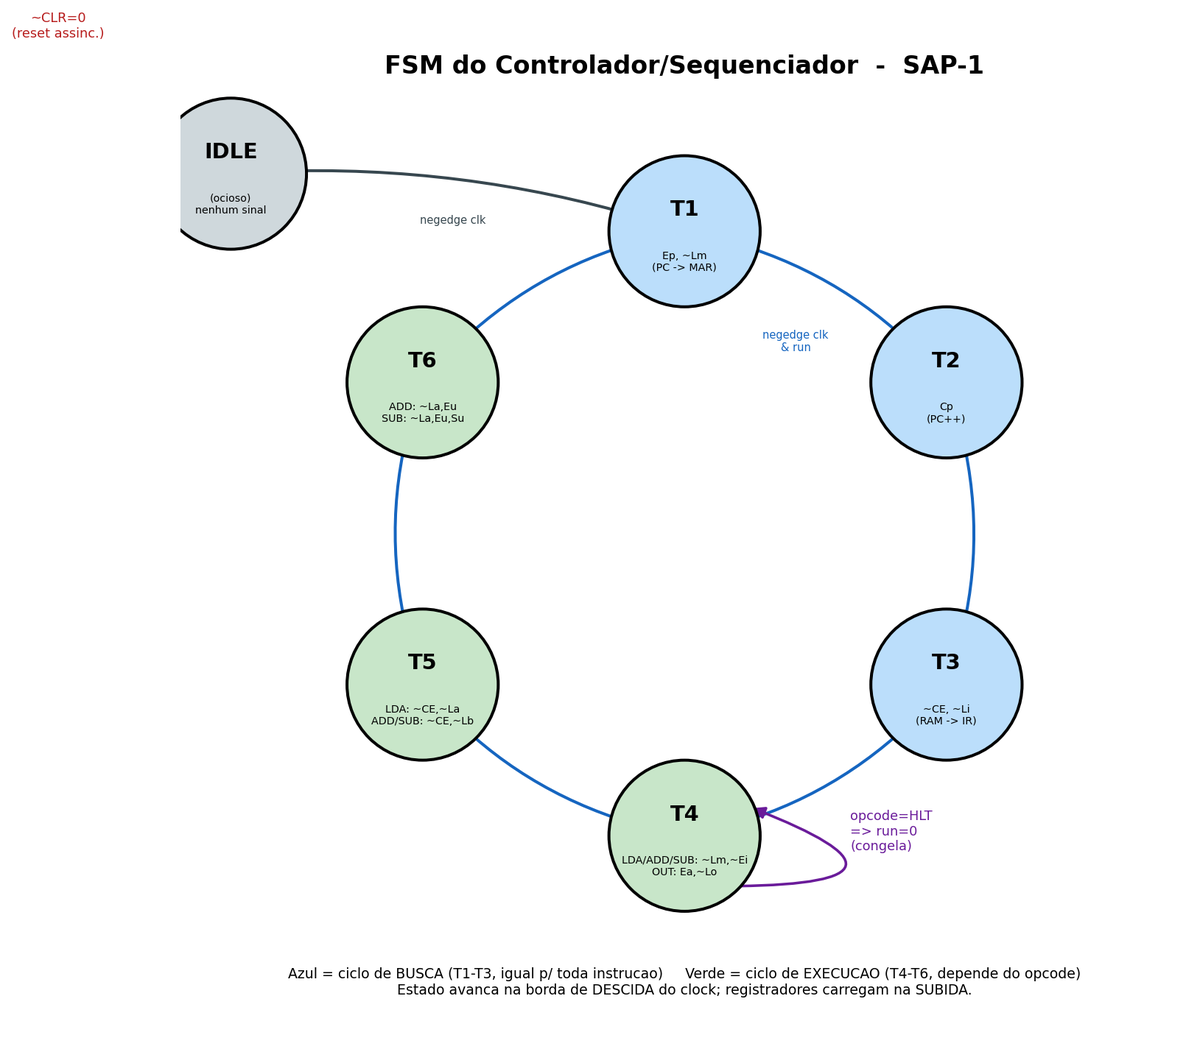 ~CLR=0
(reset assinc.)
FSM do Controlador/Sequenciador  -  SAP-1
IDLE
(ocioso)
nenhum sinal
negedge clk
T1
Ep, ~Lm
(PC -> MAR)
negedge clk
& run
T6
ADD: ~La,Eu
SUB: ~La,Eu,Su
T2
Cp
(PC++)
T5
LDA: ~CE,~La
ADD/SUB: ~CE,~Lb
T3
~CE, ~Li
(RAM -> IR)
T4
LDA/ADD/SUB: ~Lm,~Ei
OUT: Ea,~Lo
opcode=HLT
=> run=0
(congela)
Azul = ciclo de BUSCA (T1-T3, igual p/ toda instrucao)     Verde = ciclo de EXECUCAO (T4-T6, depende do opcode)
Estado avanca na borda de DESCIDA do clock; registradores carregam na SUBIDA.